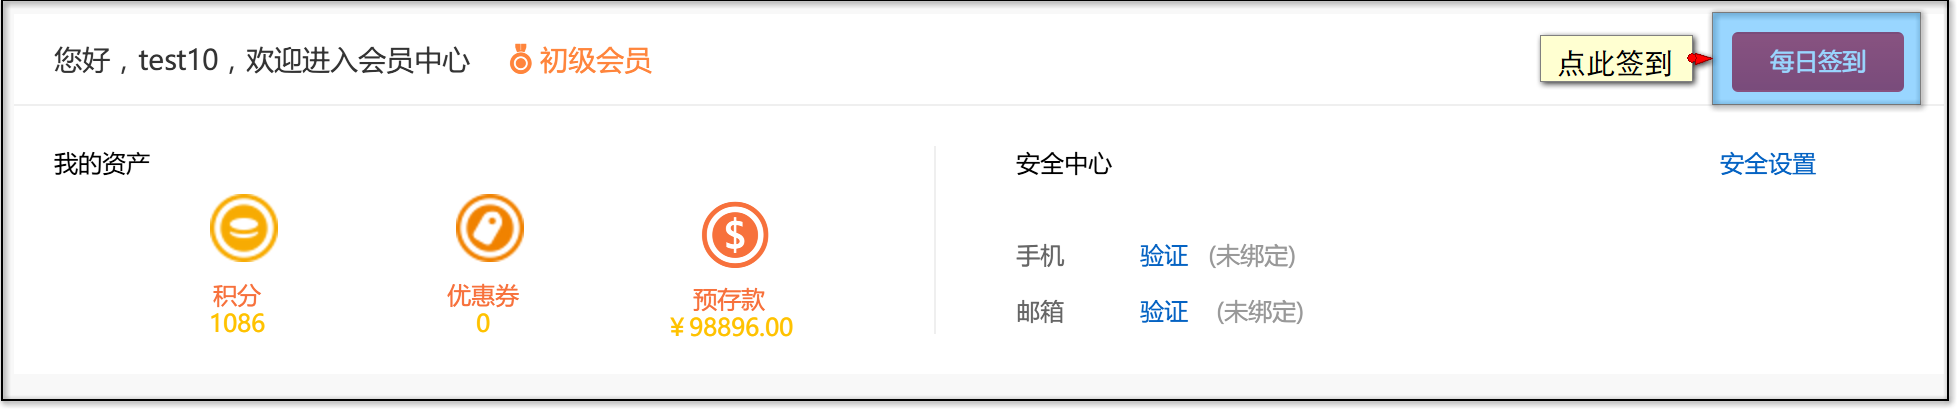 您好，test10，欢迎进入会员中心 初级会员 点此签到 每日签到
我的资产
积分
1086
优惠券
0
预存款
￥98896.00
安全中心 安全设置
手机 验证 (未绑定)
邮箱 验证 (未绑定)